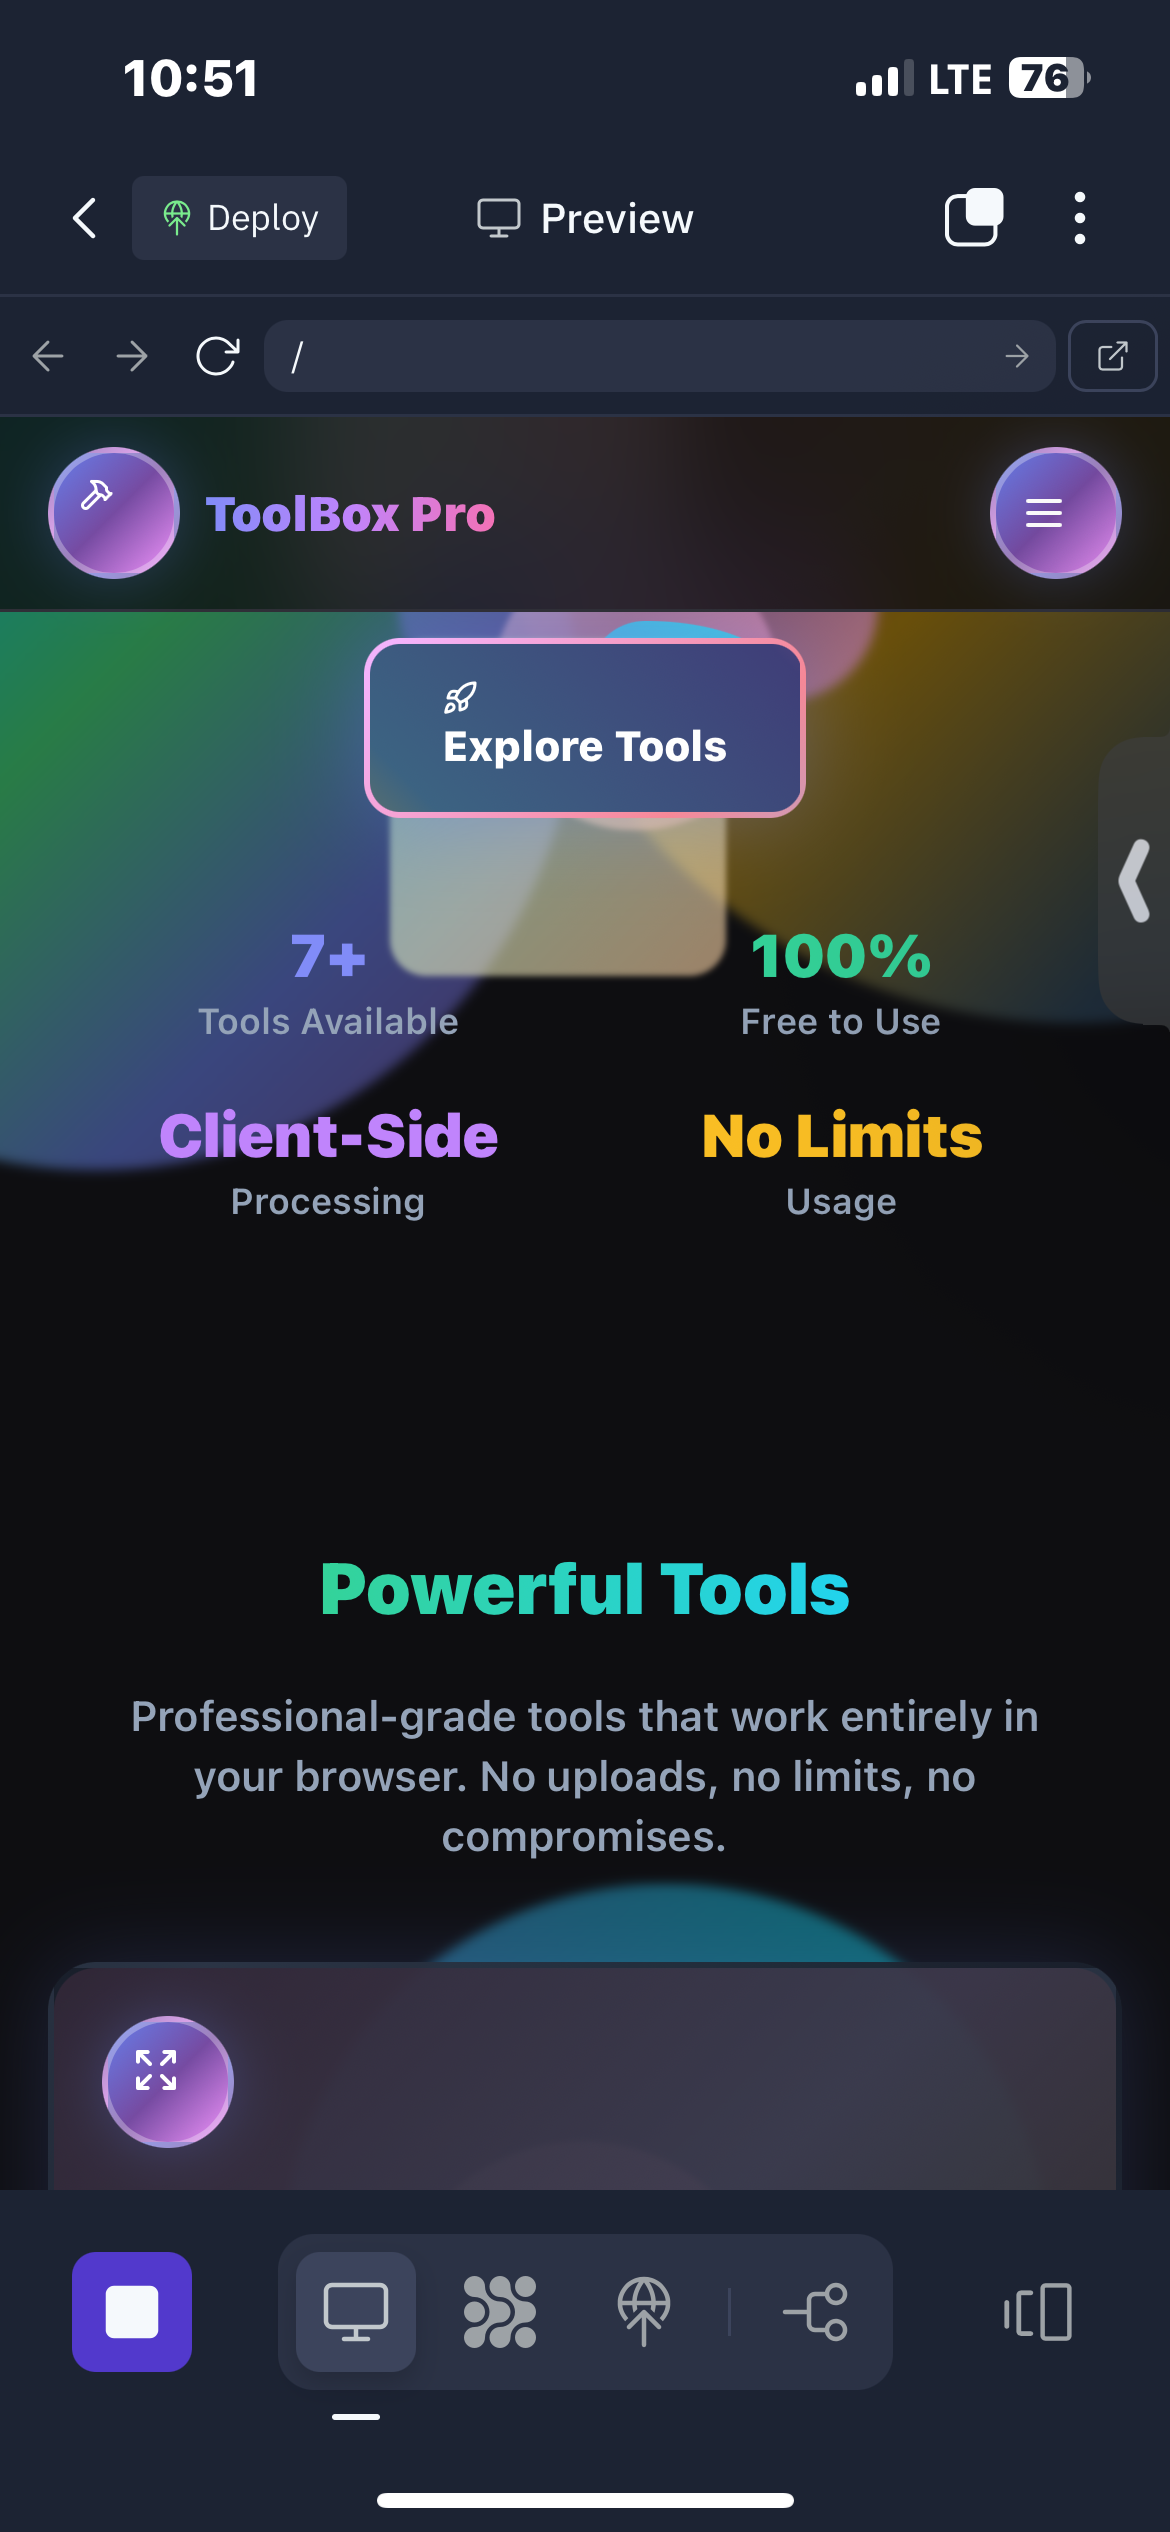 10:51
LTE 76
Deploy
Preview
/
ToolBox Pro
Explore Tools
7+
Tools Available
100%
Free to Use
Client-Side
Processing
No Limits
Usage
Powerful Tools
Professional-grade tools that work entirely in
your browser. No uploads, no limits, no
compromises.